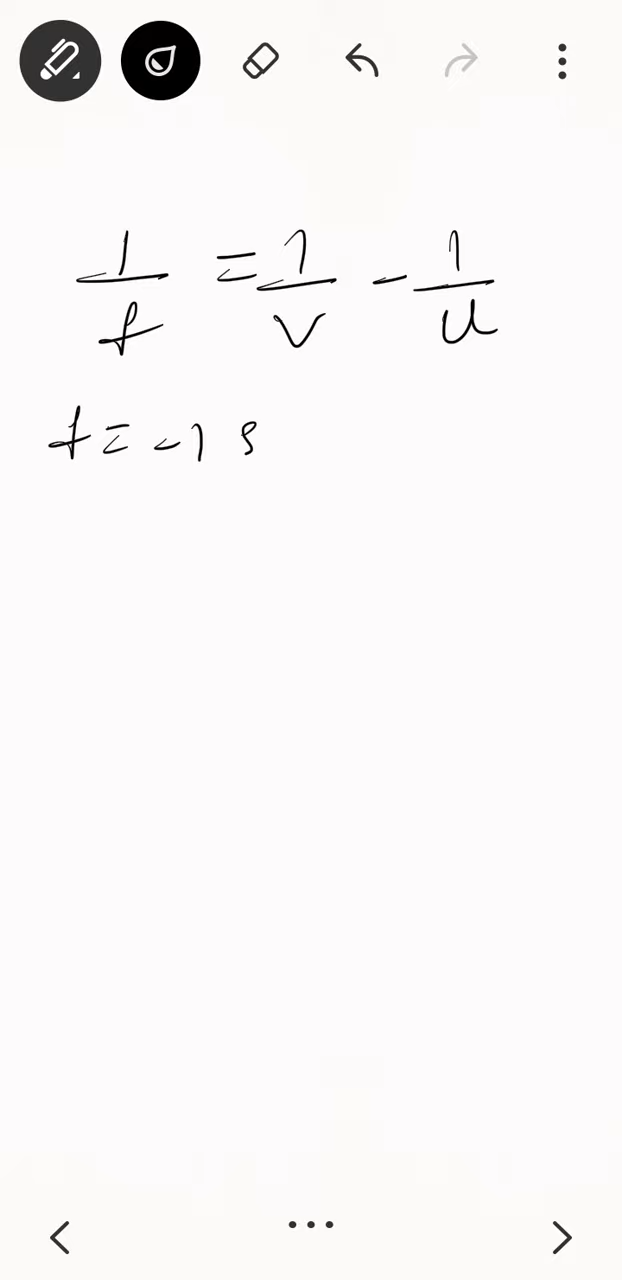 1/f = 1/v - 1/u
f = -18